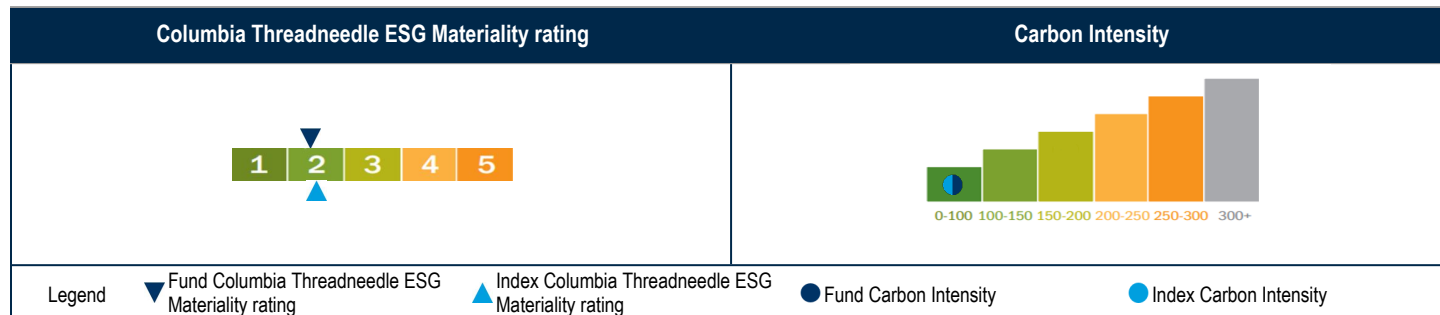 Columbia Threadneedle ESG Materiality rating
Carbon Intensity
1 2 3 4 5
0-100 100-150 150-200 200-250 250-300 300+
Legend
Fund Columbia Threadneedle ESG
Materiality rating
Index Columbia Threadneedle ESG
Materiality rating
Fund Carbon Intensity
Index Carbon Intensity